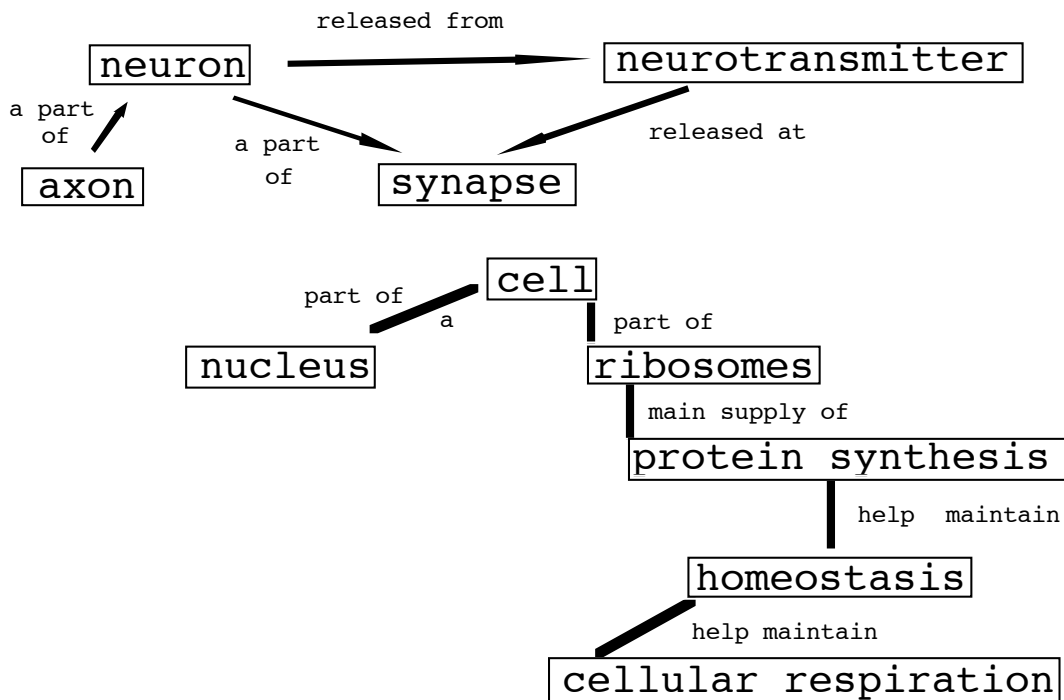 released from
neuron
neurotransmitter
a part
of
a part
of
released at
axon
synapse
cell
part of
a
part of
nucleus
ribosomes
main supply of
protein synthesis
help maintain
homeostasis
help maintain
cellular respiration